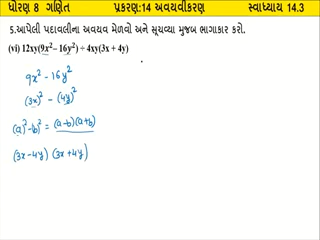 ધોરણ 8 ગણિત પ્રકરણ:14 અવયવીકરણ સ્વાધ્યાય 14.3
5.આપેલી પદાવલીના અવયવ મેળવો અને સૂચવ્યા મુજબ ભાગાકાર કરો.
(vi) 12xy(9x²– 16y²) ÷ 4xy(3x + 4y)
9x² - 16y²
(3x)² - (4y)²
(a)² - (b)² = (a-b)(a+b)
(3x-4y) (3x+4y)